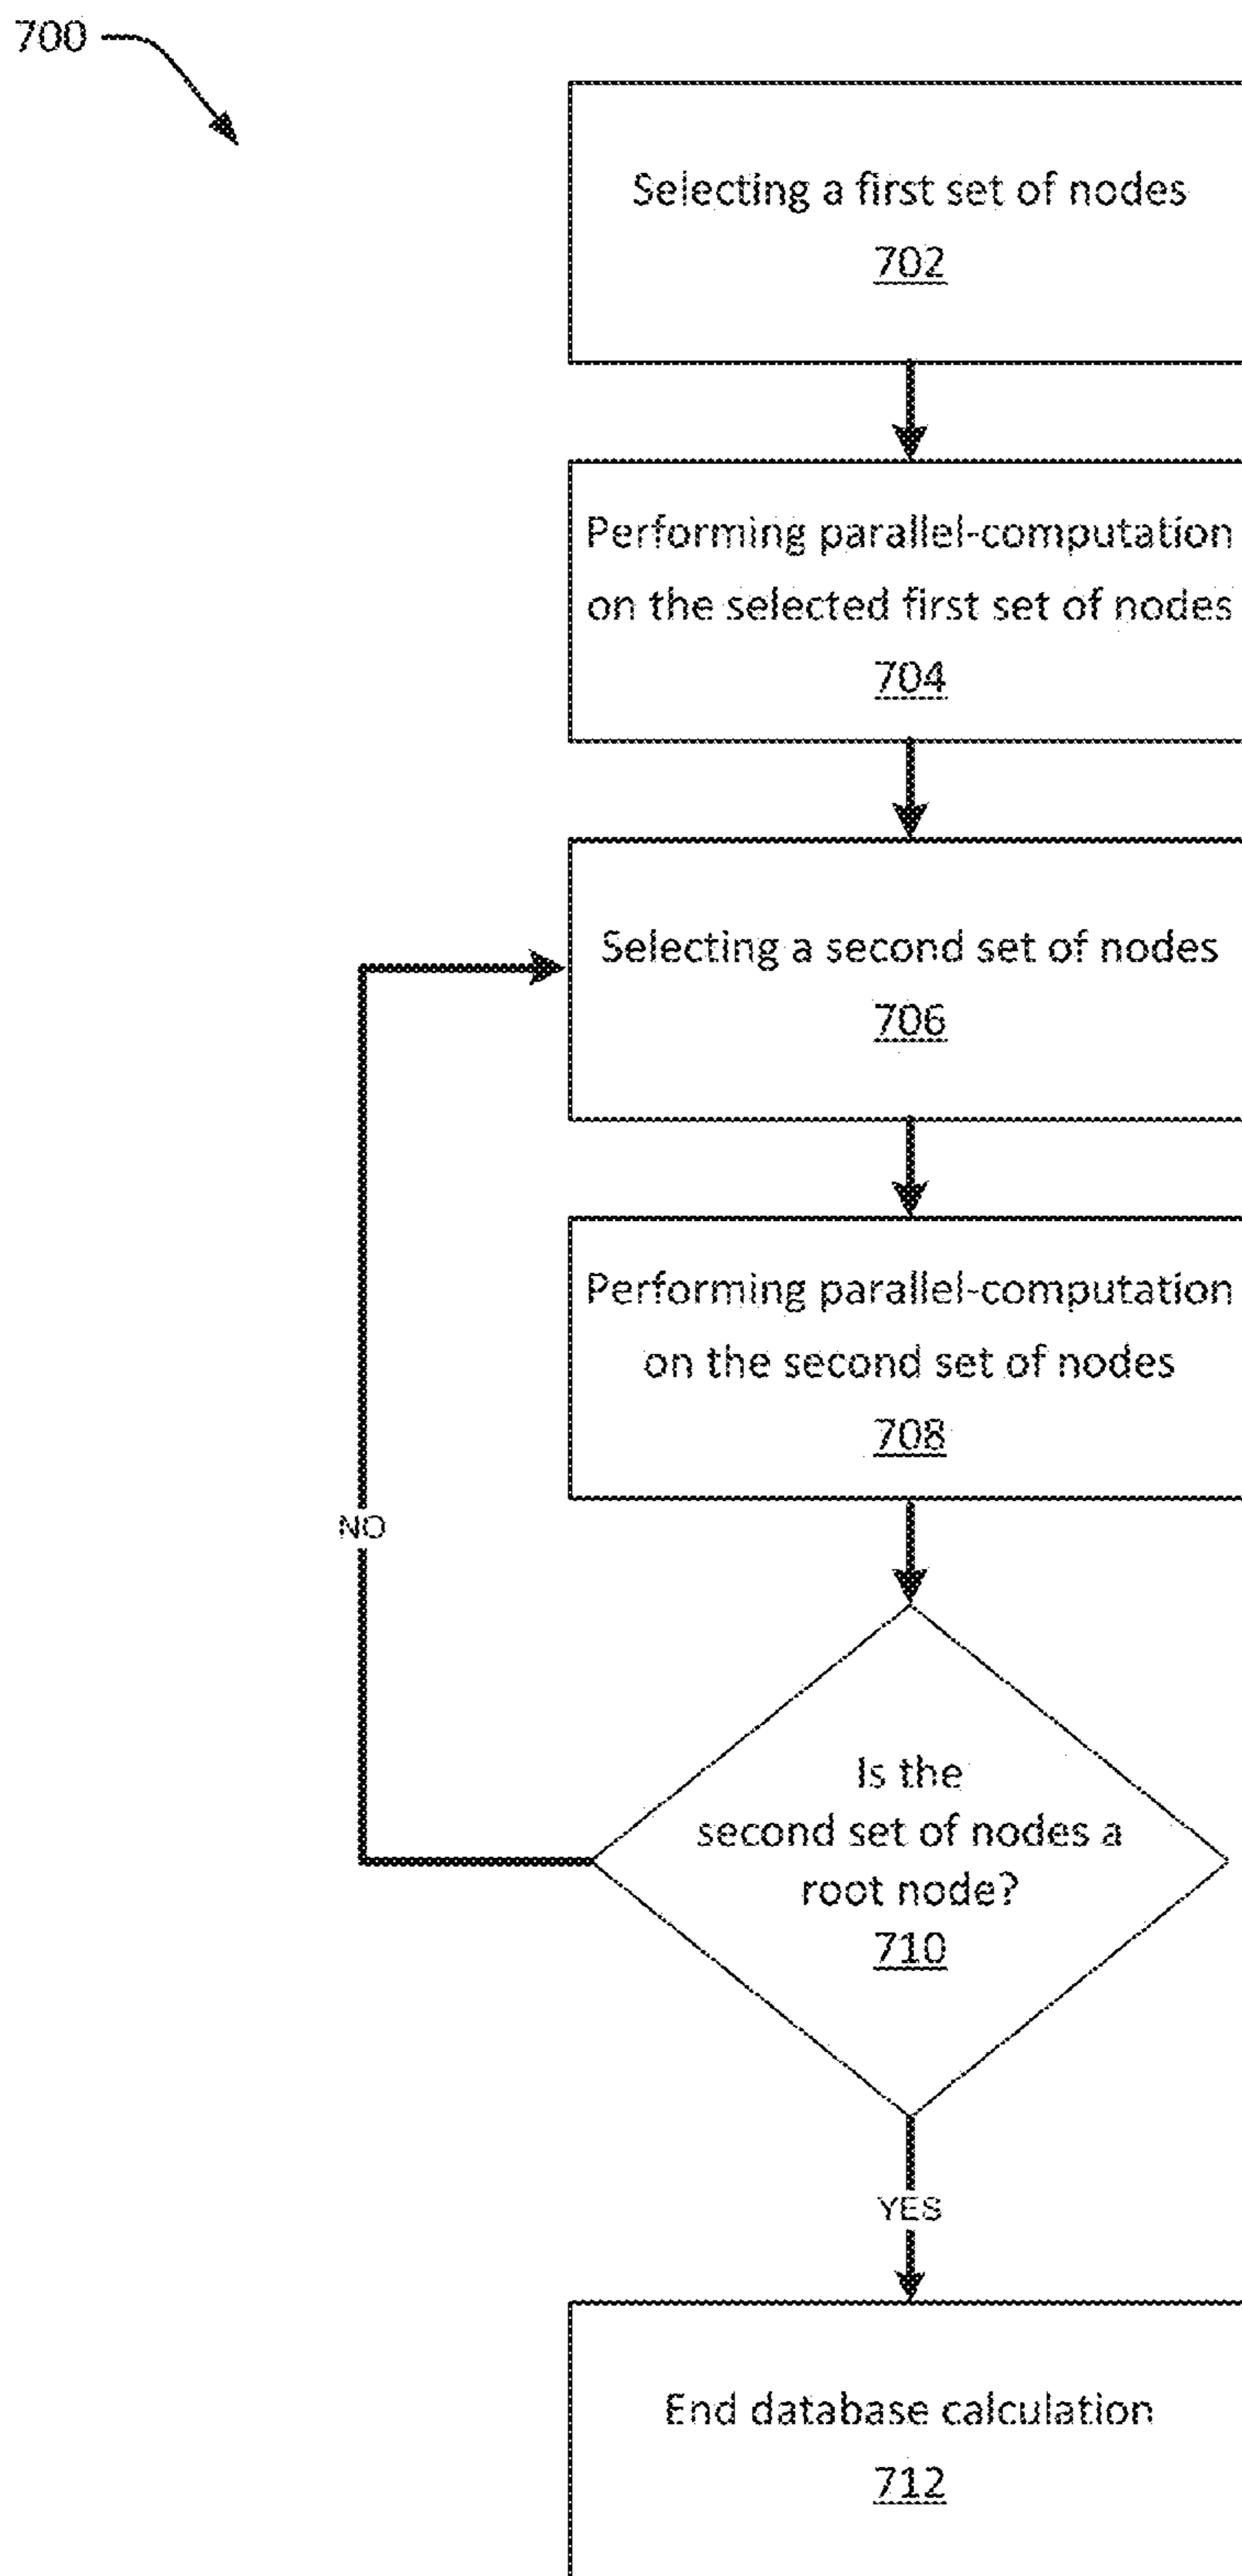 700
Selecting a first set of nodes
702
Performing parallel-computation
on the selected first set of nodes
704
Selecting a second set of nodes
706
Performing parallel-computation
on the second set of nodes
708
NO
Is the
second set of nodes a
root node?
710
YES
End database calculation
712